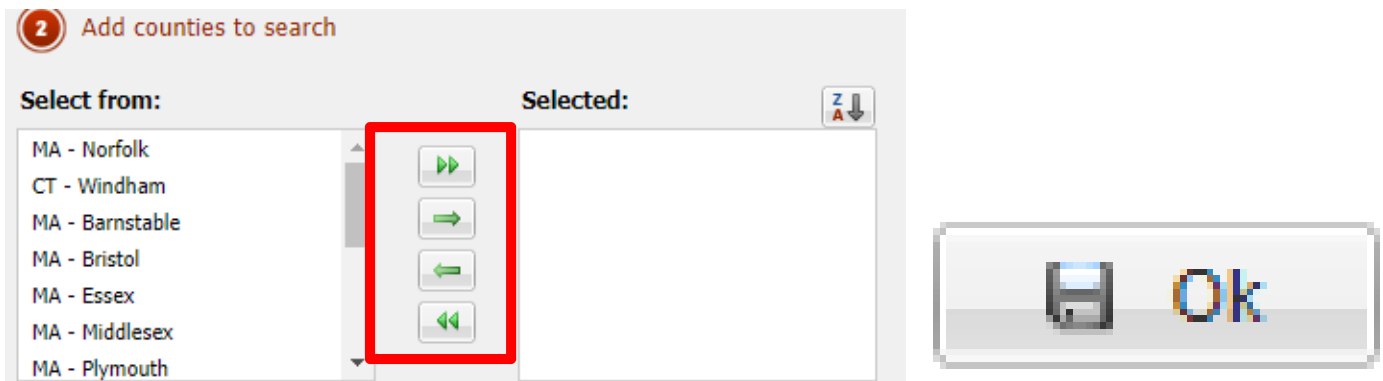 2 Add counties to search
Select from:
Selected:
Z
A
MA - Norfolk
CT - Windham
MA - Barnstable
MA - Bristol
MA - Essex
MA - Middlesex
MA - Plymouth
Ok